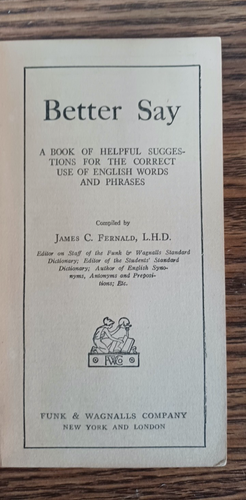 Better Say
A BOOK OF HELPFUL SUGGES-
TIONS FOR THE CORRECT
USE OF ENGLISH WORDS
AND PHRASES
Compiled by
JAMES C. FERNALD, L.H.D.
Editor on Staff of the Funk & Wagnalls Standard
Dictionary; Editor of the Students' Standard
Dictionary; Author of English Syno-
nyms, Antonyms and Preposi-
tions; Etc.
FUNK & WAGNALLS COMPANY
NEW YORK AND LONDON